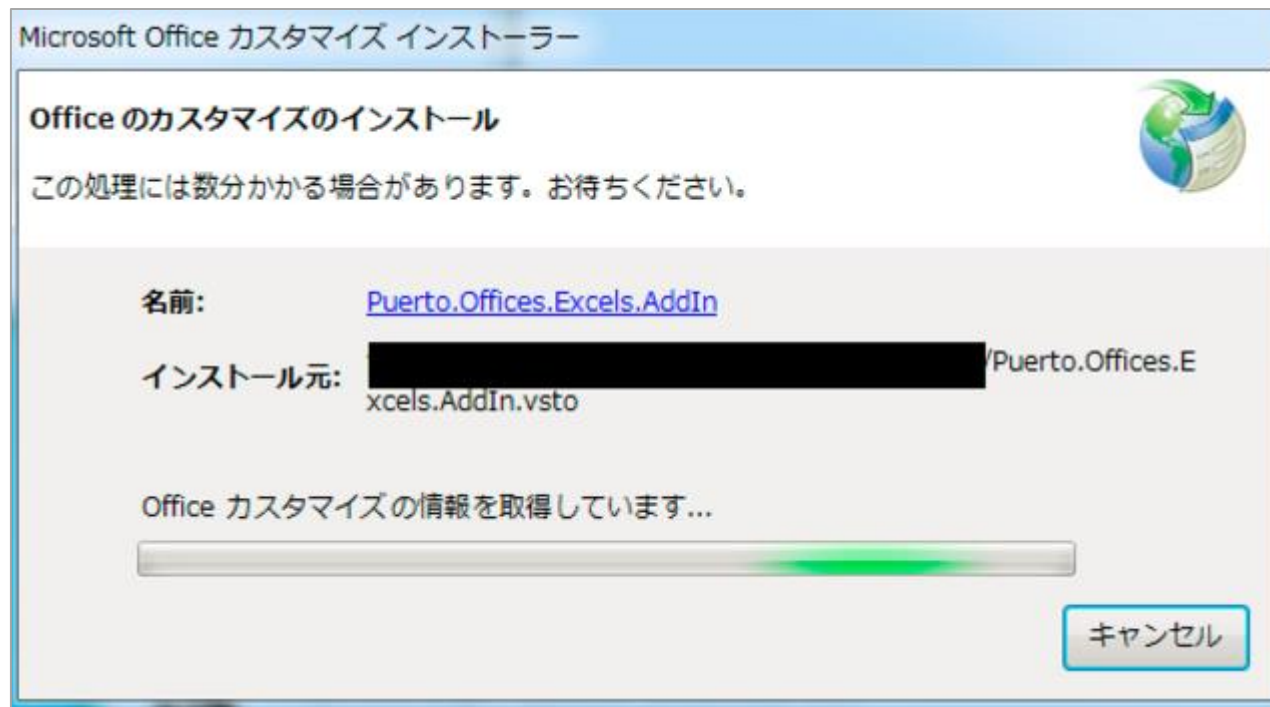 Microsoft Office カスタマイズ インストーラー
Office のカスタマイズのインストール
この処理には数分かかる場合があります。お待ちください。
名前: Puerto.Offices.Excels.AddIn
インストール元: /Puerto.Offices.E
xcels.AddIn.vsto
Office カスタマイズの情報を取得しています...
キャンセル